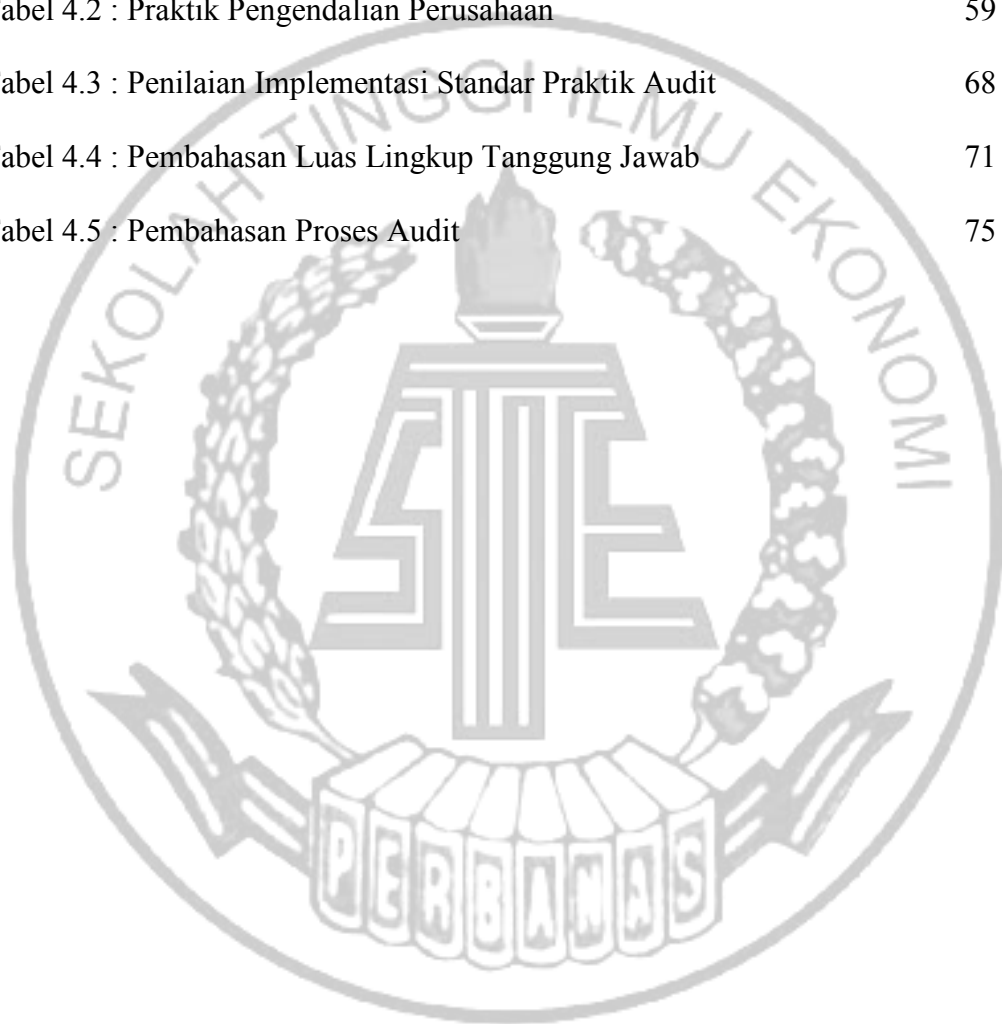 abel 4.2 : Praktik Pengendalian Perusahaan 59
abel 4.3 : Penilaian Implementasi Standar Praktik Audit 68
abel 4.4 : Pembahasan Luas Lingkup Tanggung Jawab 71
abel 4.5 : Pembahasan Proses Audit 75
SEKOLAH TINGGI ILMU EKONOMI
STIE
PERBANAS